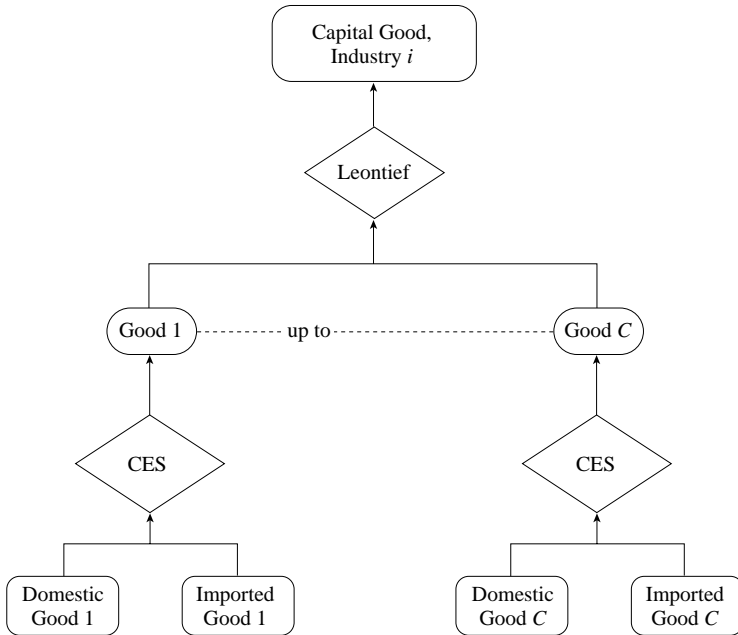 Capital Good,
Industry i
Leontief
Good 1
up to
Good C
CES
CES
Domestic
Good 1
Imported
Good 1
Domestic
Good C
Imported
Good C